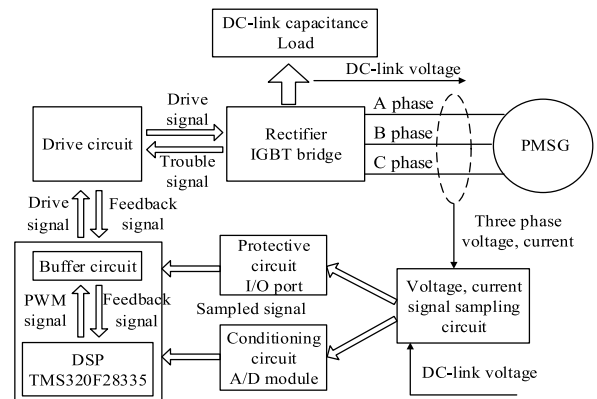 DC-link capacitance
Load
DC-link voltage
Drive circuit
Drive
signal
Trouble
signal
Rectifier
IGBT bridge
A phase
B phase
C phase
PMSG
Drive
signal
Feedback
signal
Three phase
voltage, current
Buffer circuit
PWM
signal
Feedback
signal
DSP
TMS320F28335
Protective
circuit
I/O port
Sampled signal
Conditioning
circuit
A/D module
Voltage, current
signal sampling
circuit
DC-link voltage